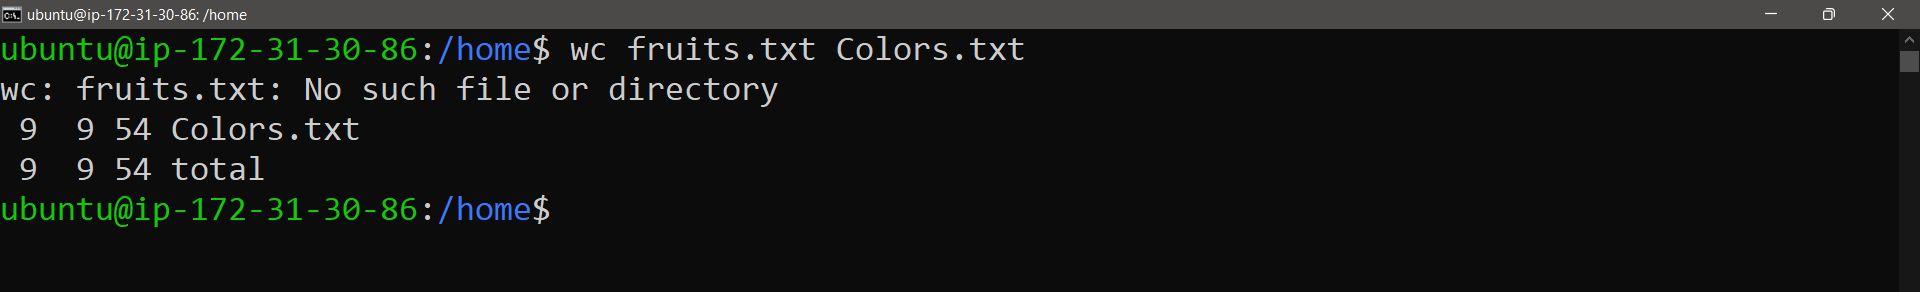 ubuntu@ip-172-31-30-86: /home
ubuntu@ip-172-31-30-86:/home$ wc fruits.txt Colors.txt
wc: fruits.txt: No such file or directory
 9  9 54 Colors.txt
 9  9 54 total
ubuntu@ip-172-31-30-86:/home$